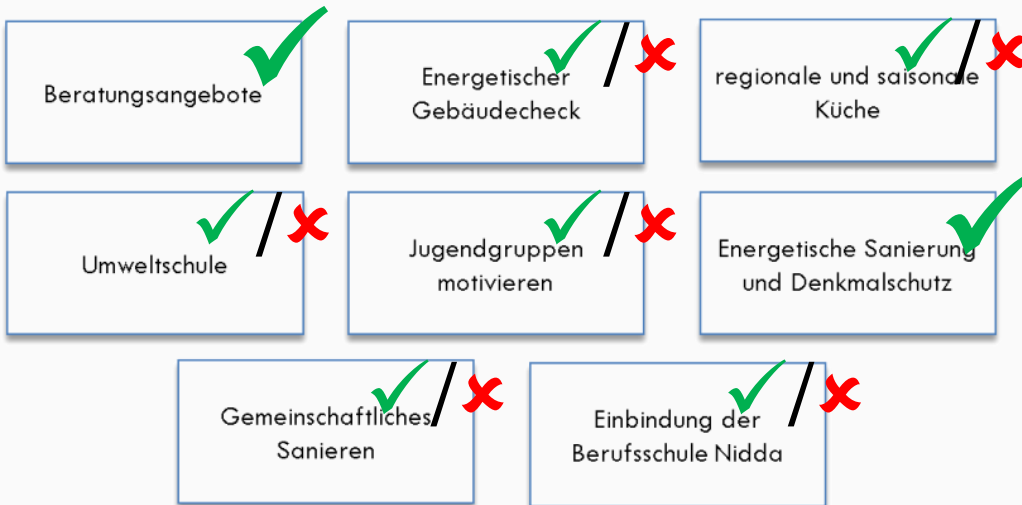 Beratungsangebote
Energetischer
Gebäudecheck
regionale und saisonale
Küche
Umweltschule
Jugendgruppen
motivieren
Energetische Sanierung
und Denkmalschutz
Gemeinschaftliches
Sanieren
Einbindung der
Berufsschule Nidda